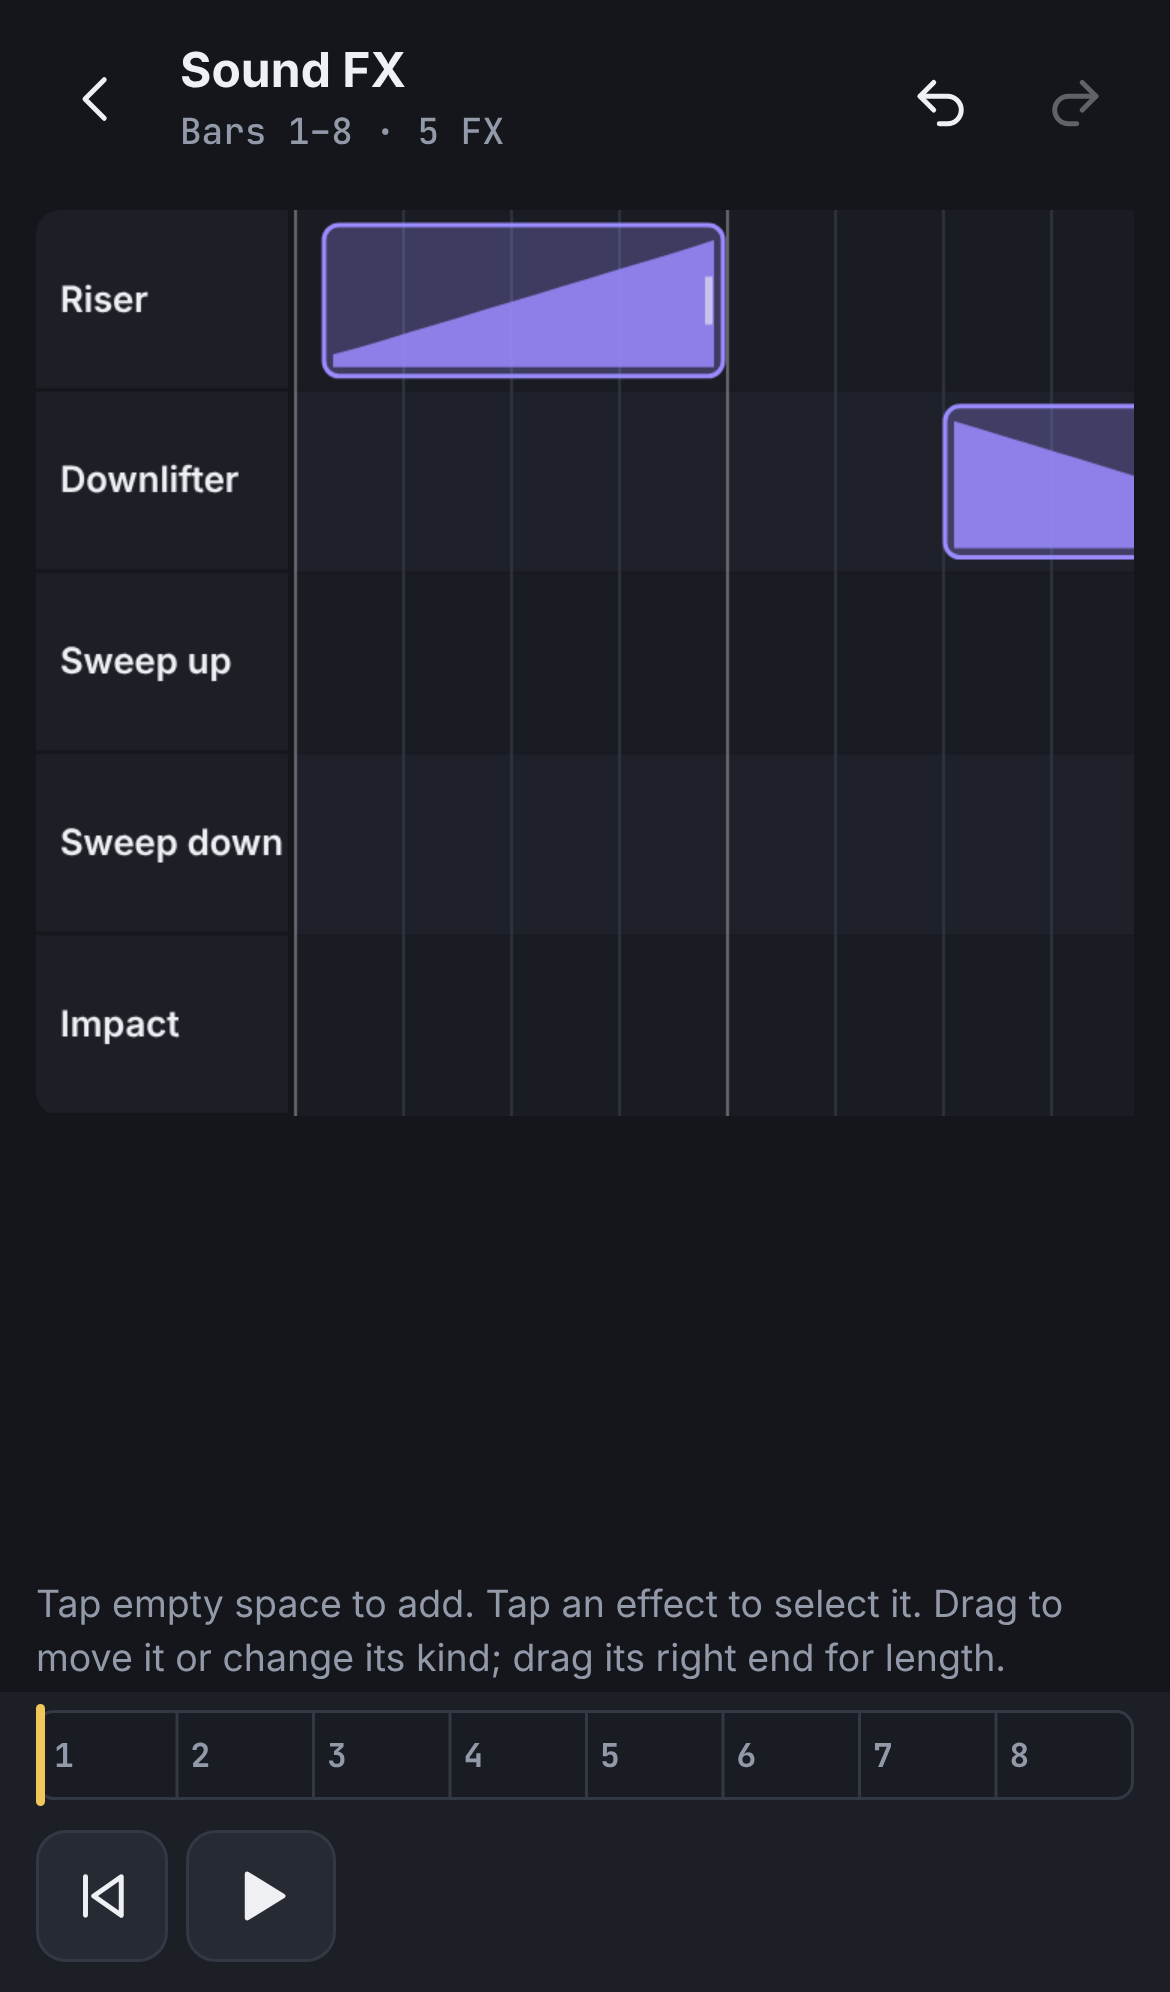 Sound FX
Bars 1–8 · 5 FX
Riser
Downlifter
Sweep up
Sweep down
Impact
Tap empty space to add. Tap an effect to select it. Drag to
move it or change its kind; drag its right end for length.
1 2 3 4 5 6 7 8